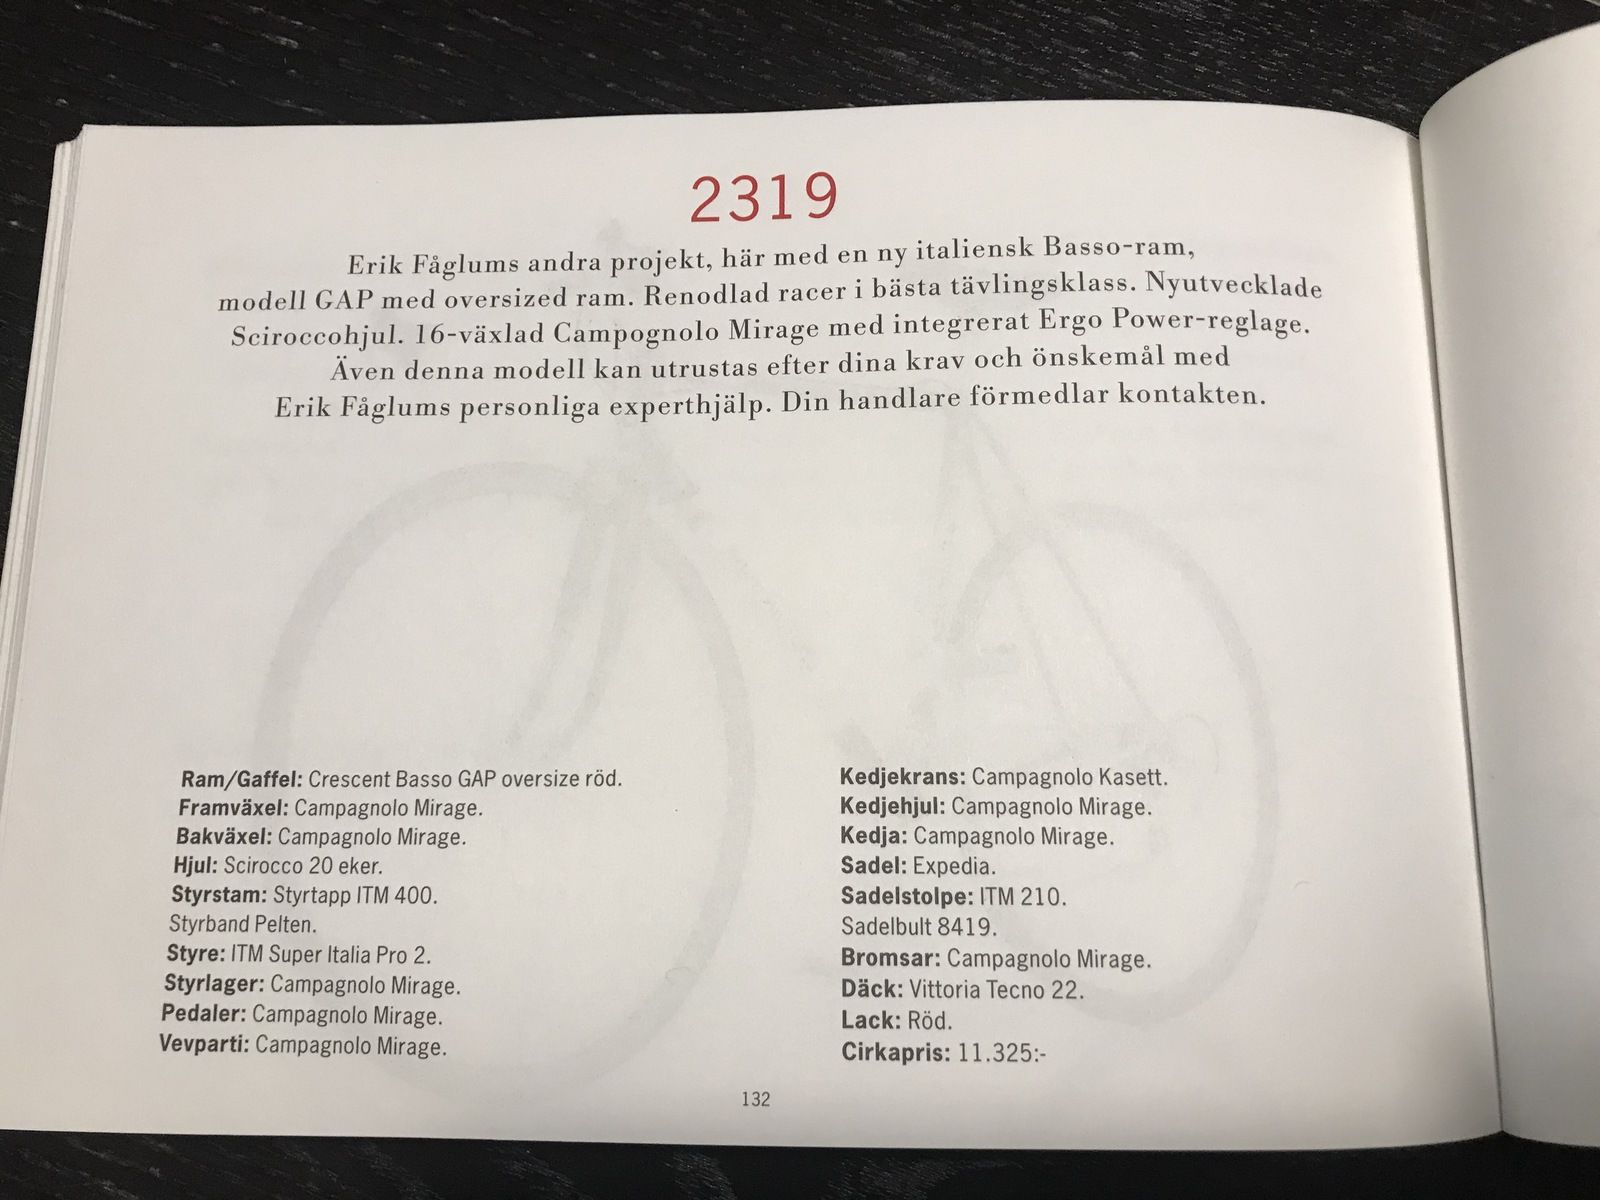 2319
Erik Fåglums andra projekt, här med en ny italiensk Basso-ram,
modell GAP med oversized ram. Renodlad racer i bästa tävlingsklass. Nyutvecklade
Sciroccohjul. 16-växlad Campognolo Mirage med integrerat Ergo Power-reglage.
Även denna modell kan utrustas efter dina krav och önskemål med
Erik Fåglums personliga experthjälp. Din handlare förmedlar kontakten.
Ram/Gaffel: Crescent Basso GAP oversize röd.
Framväxel: Campagnolo Mirage.
Bakväxel: Campagnolo Mirage.
Hjul: Scirocco 20 eker.
Styrstam: Styrtapp ITM 400.
Styrband Pelten.
Styre: ITM Super Italia Pro 2.
Styrlager: Campagnolo Mirage.
Pedaler: Campagnolo Mirage.
Vevparti: Campagnolo Mirage.
Kedjekrans: Campagnolo Kasett.
Kedjehjul: Campagnolo Mirage.
Kedja: Campagnolo Mirage.
Sadel: Expedia.
Sadelstolpe: ITM 210.
Sadelbult 8419.
Bromsar: Campagnolo Mirage.
Däck: Vittoria Tecno 22.
Lack: Röd.
Cirkapris: 11.325:-
132